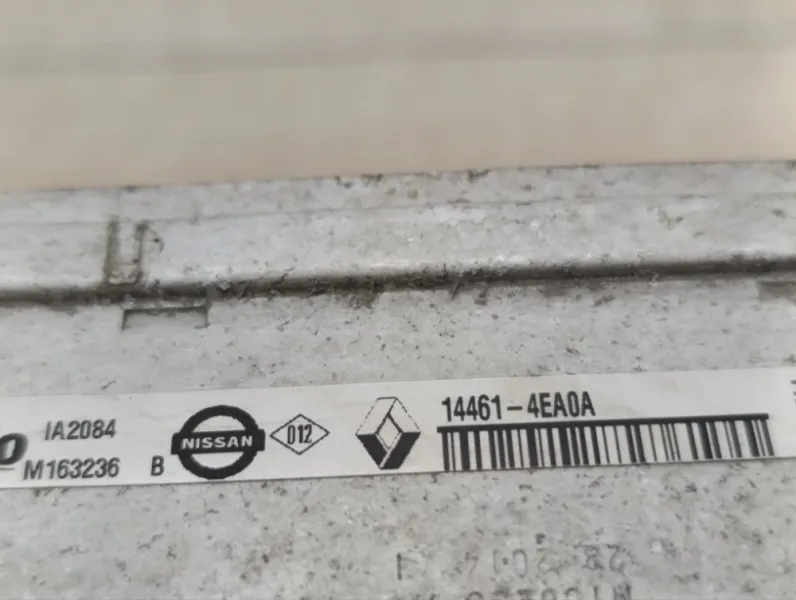 IA2084
M163236 B
NISSAN
D12
14461-4EA0A